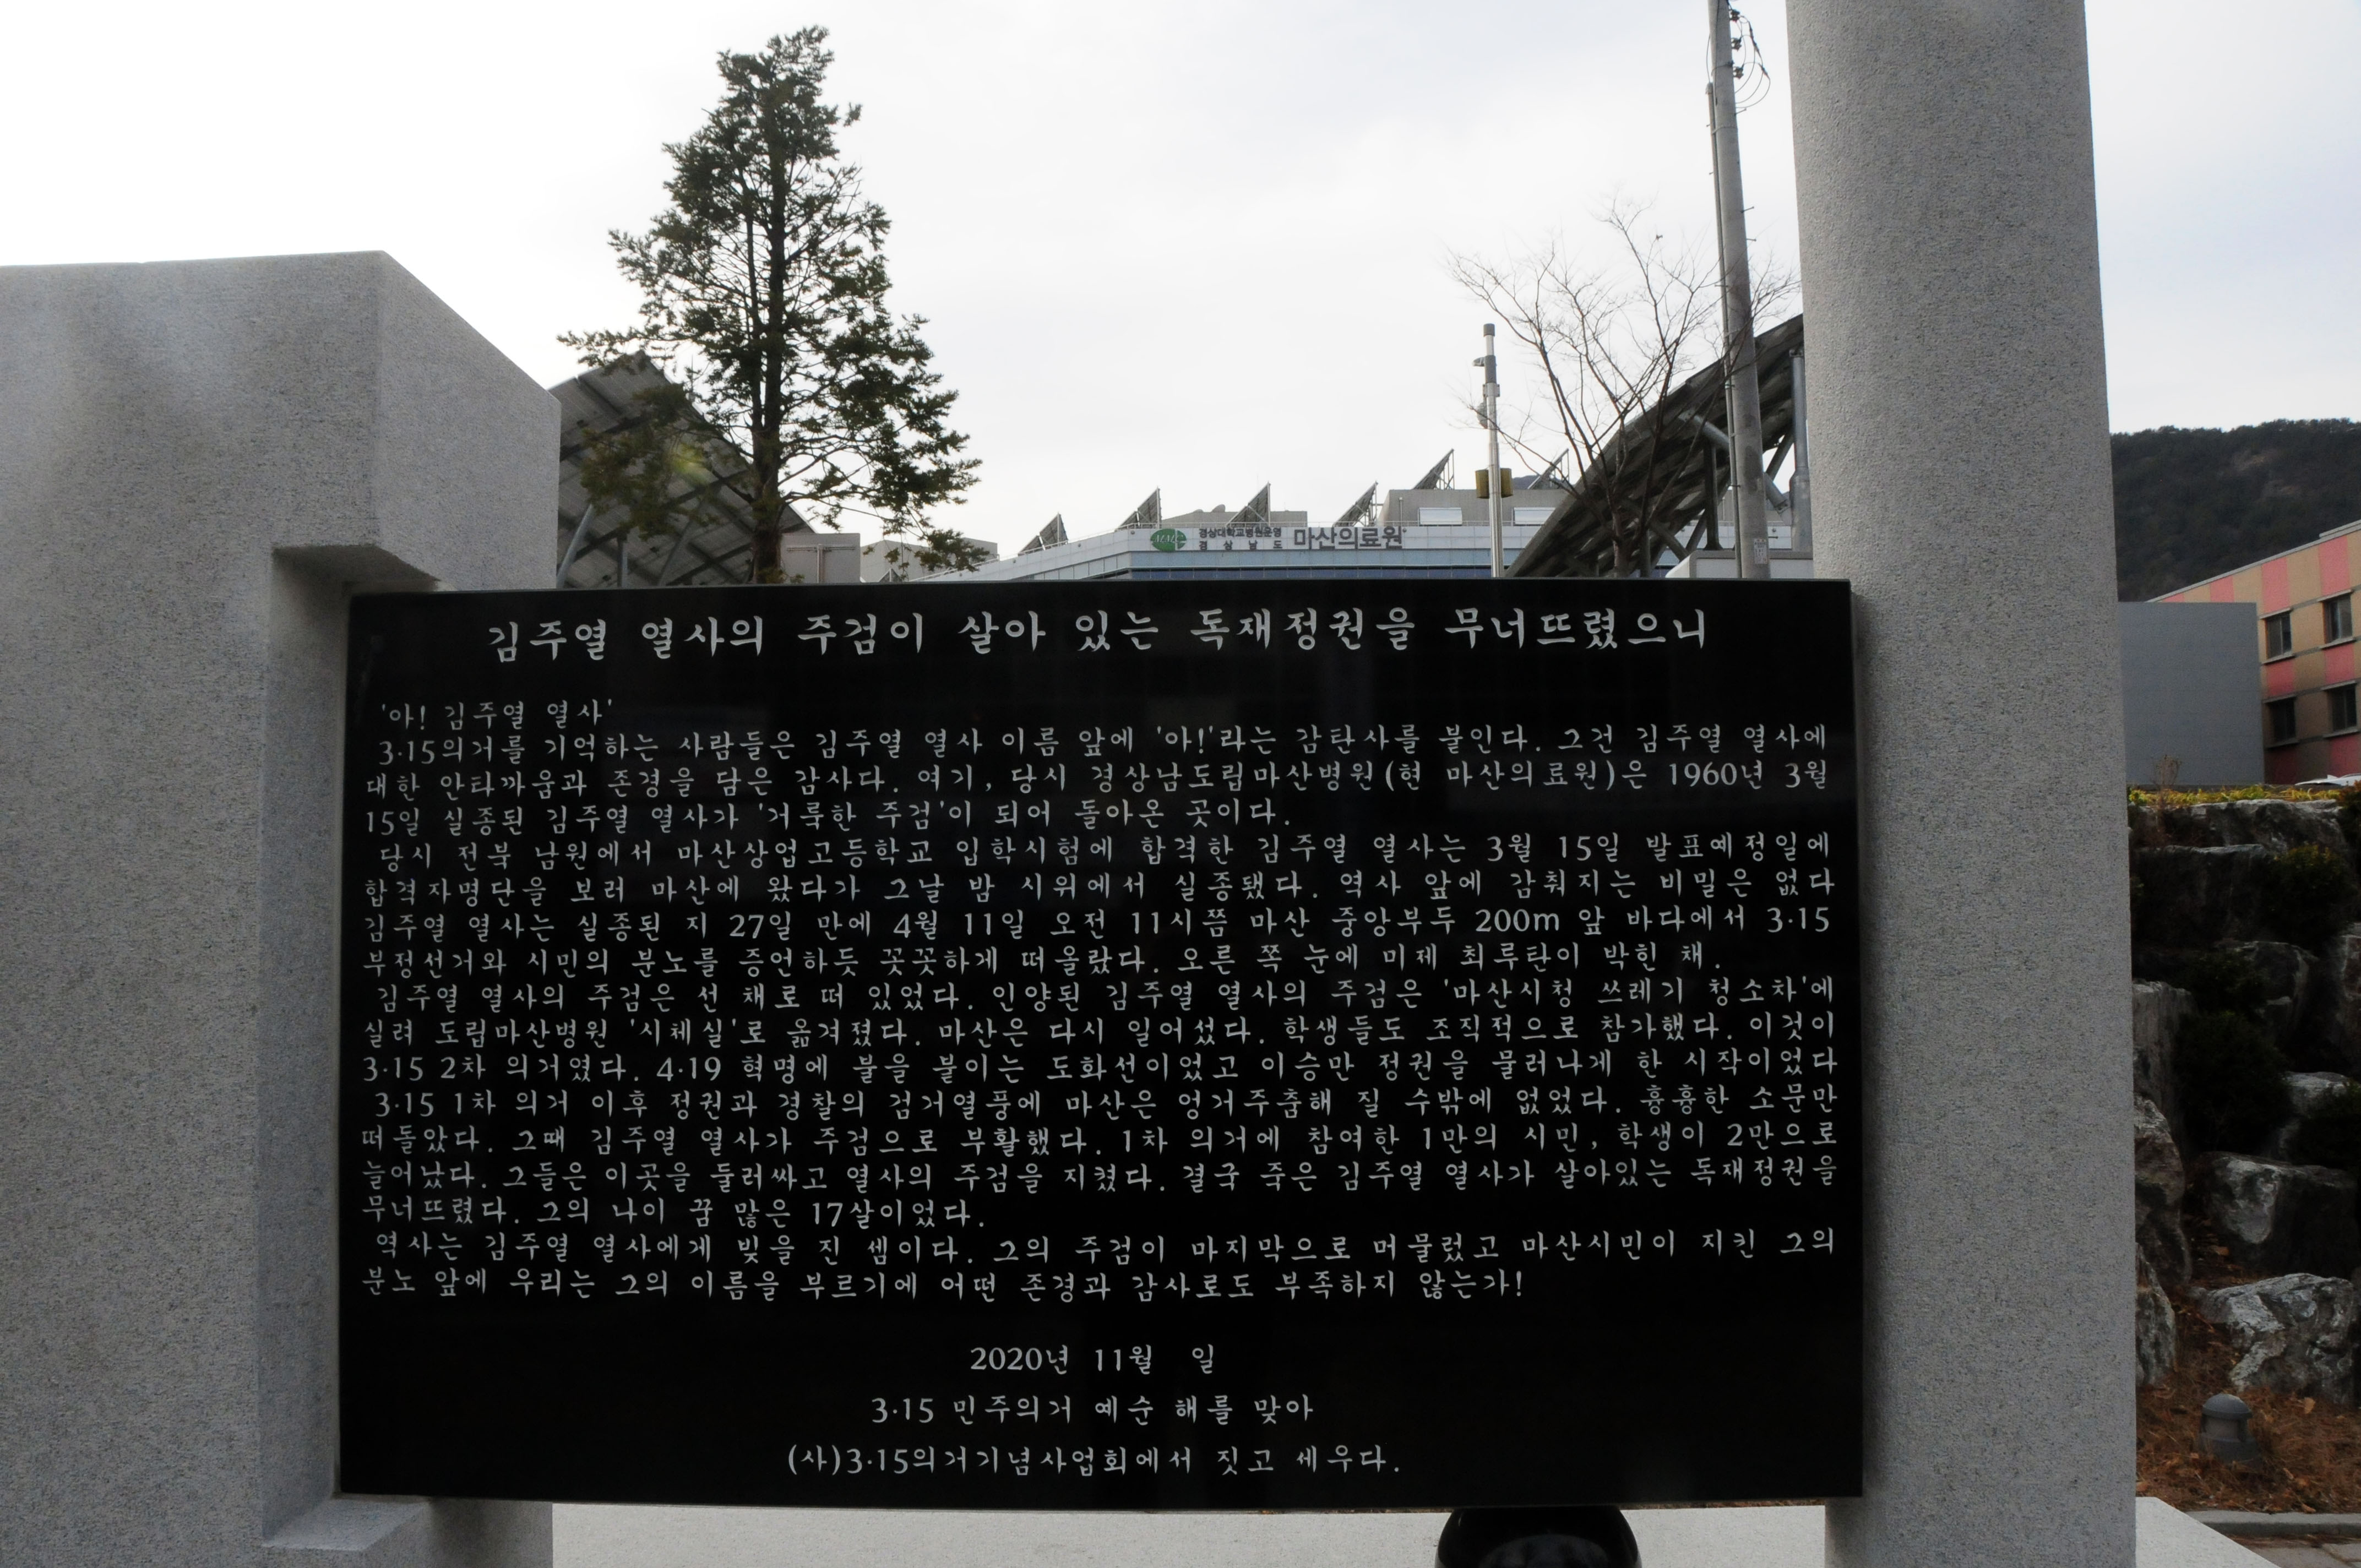 경상대학교병원운영
경상남도 마산의료원
김주열 열사의 주검이 살아 있는 독재정권을 무너뜨렸으니
'아! 김주열 열사'
3·15의거를 기억하는 사람들은 김주열 열사 이름 앞에 '아!'라는 감탄사를 붙인다. 그건 김주열 열사에
대한 안타까움과 존경을 담은 감사다. 여기, 당시 경상남도립마산병원(현 마산의료원)은 1960년 3월
15일 실종된 김주열 열사가 '거룩한 주검'이 되어 돌아온 곳이다.
당시 전북 남원에서 마산상업고등학교 입학시험에 합격한 김주열 열사는 3월 15일 발표예정일에
합격자명단을 보러 마산에 왔다가 그날 밤 시위에서 실종됐다. 역사 앞에 감춰지는 비밀은 없다
김주열 열사는 실종된 지 27일 만에 4월 11일 오전 11시쯤 마산 중앙부두 200m 앞 바다에서 3·15
부정선거와 시민의 분노를 증언하듯 꼿꼿하게 떠올랐다. 오른 쪽 눈에 미제 최루탄이 박힌 채.
김주열 열사의 주검은 선 채로 떠 있었다. 인양된 김주열 열사의 주검은 '마산시청 쓰레기 청소차'에
실려 도립마산병원 '시체실'로 옮겨졌다. 마산은 다시 일어섰다. 학생들도 조직적으로 참가했다. 이것이
3·15 2차 의거였다. 4·19 혁명에 불을 붙이는 도화선이었고 이승만 정권을 물러나게 한 시작이었다
3·15 1차 의거 이후 정권과 경찰의 검거열풍에 마산은 엉거주춤해 질 수밖에 없었다. 흉흉한 소문만
떠돌았다. 그때 김주열 열사가 주검으로 부활했다. 1차 의거에 참여한 1만의 시민, 학생이 2만으로
늘어났다. 그들은 이곳을 둘러싸고 열사의 주검을 지켰다. 결국 죽은 김주열 열사가 살아있는 독재정권을
무너뜨렸다. 그의 나이 꿈 많은 17살이었다.
역사는 김주열 열사에게 빚을 진 셈이다. 그의 주검이 마지막으로 머물렀고 마산시민이 지킨 그의
분노 앞에 우리는 그의 이름을 부르기에 어떤 존경과 감사로도 부족하지 않는가!
2020년 11월 일
3·15 민주의거 예순 해를 맞아
(사)3·15의거기념사업회에서 짓고 세우다.